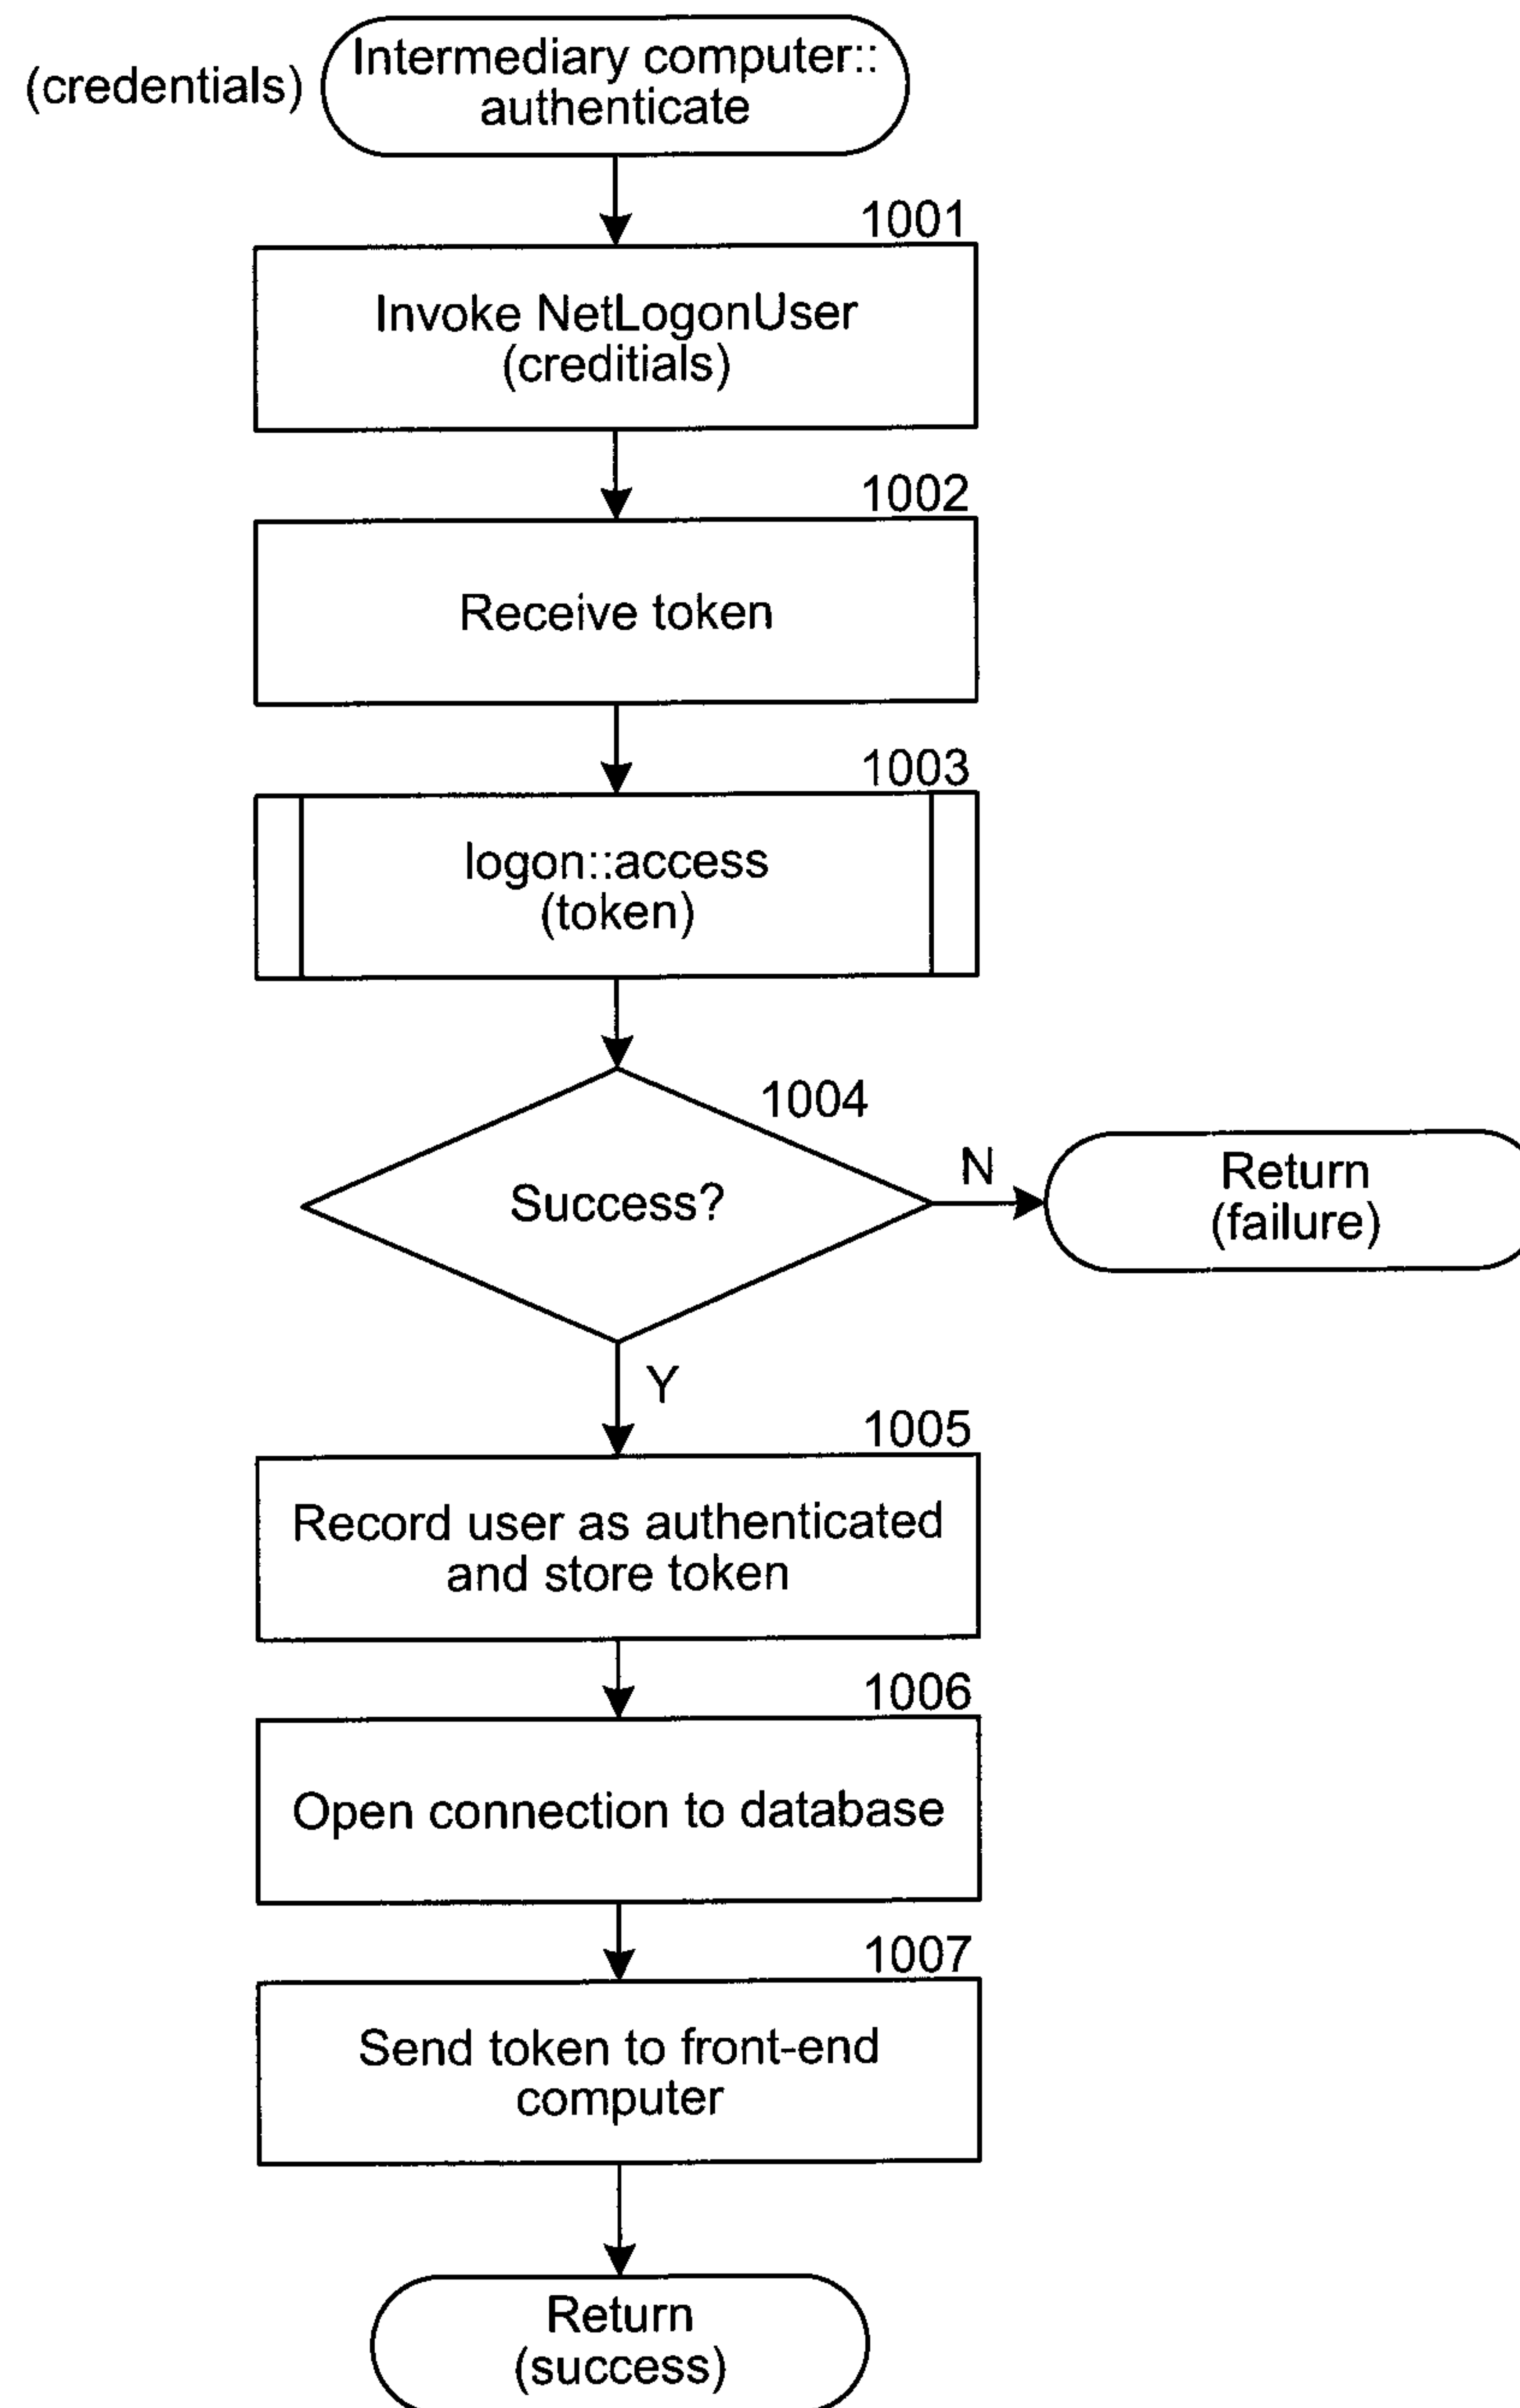 (credentials)
Intermediary computer::
authenticate
1001
Invoke NetLogonUser
(creditials)
1002
Receive token
1003
logon::access
(token)
1004
Success?
N
Return
(failure)
Y
1005
Record user as authenticated
and store token
1006
Open connection to database
1007
Send token to front-end
computer
Return
(success)